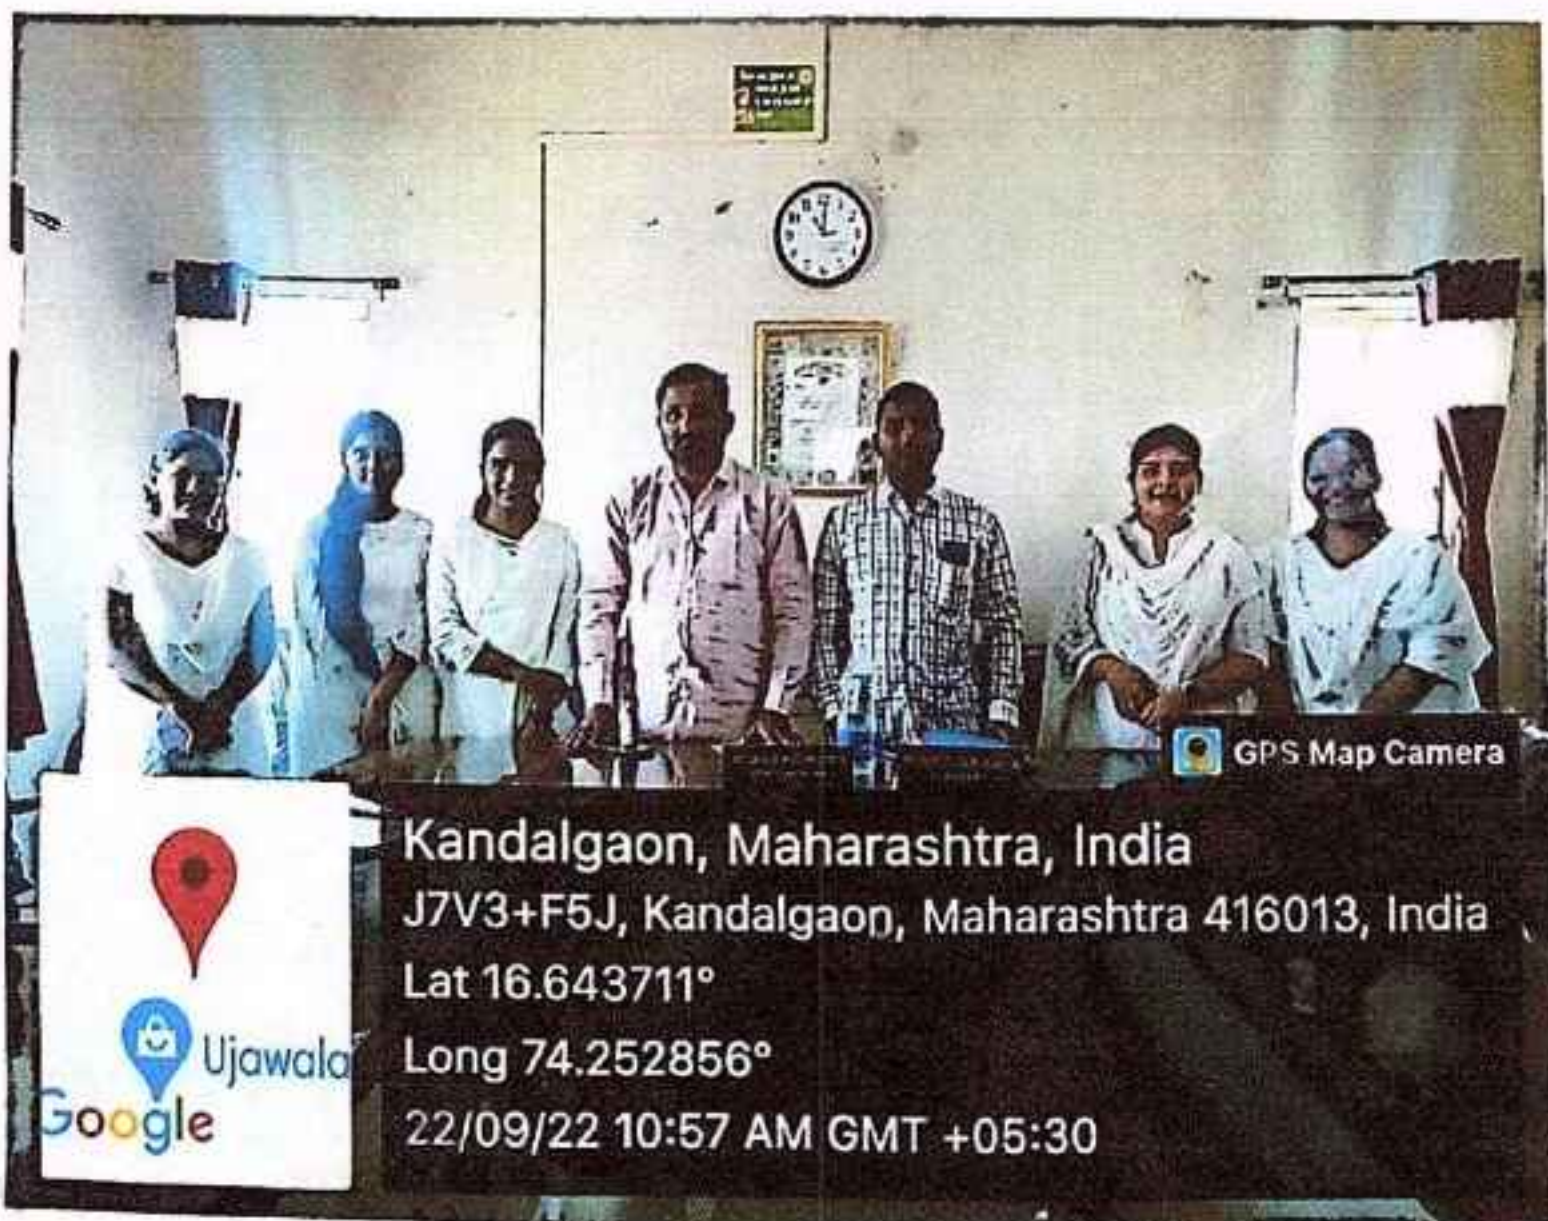 GPS Map Camera
Kandalgaon, Maharashtra, India
J7V3+F5J, Kandalgaon, Maharashtra 416013, India
Lat 16.643711°
Long 74.252856°
22/09/22 10:57 AM GMT +05:30
Ujawala
Google